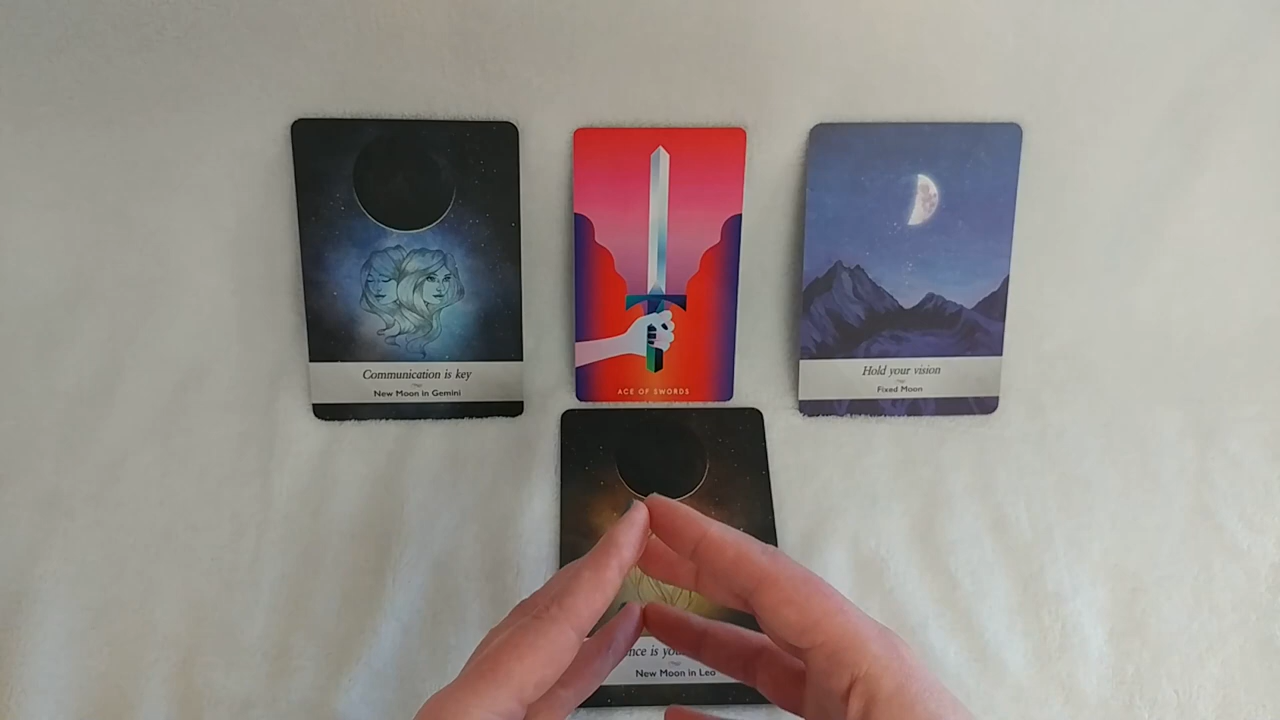 Communication is key
New Moon in Gemini
ACE OF SWORDS
Hold your vision
Fixed Moon
is
New Moon in Leo